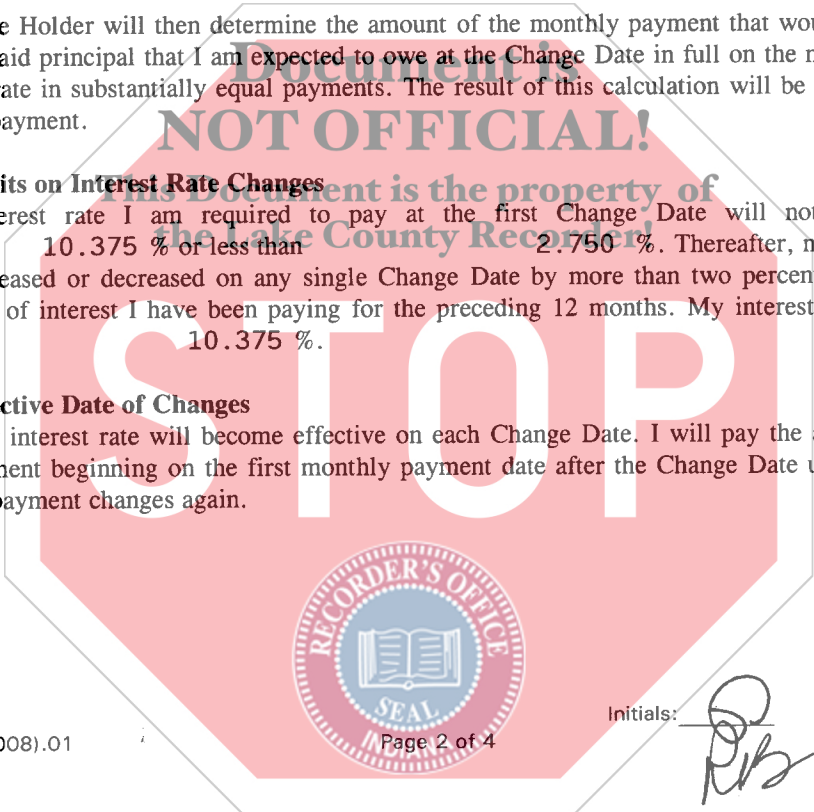 e Holder will then determine the amount of the monthly payment that wou
aid principal that I am expected to owe at the Change Date in full on the
ate in substantially equal payments. The result of this calculation will be
ayment.
Document is
NOT OFFICIAL!
This Document is the property of
the Lake County Recorder!
its on Interest Rate Changes
erest rate I am required to pay at the first Change Date will not
10.375 % or less than 2.750 %. Thereafter,
eased or decreased on any single Change Date by more than two percen
of interest I have been paying for the preceding 12 months. My interest
10.375 %.
STOP
ctive Date of Changes
interest rate will become effective on each Change Date. I will pay the
ent beginning on the first monthly payment date after the Change Date
payment changes again.
RECORDER'S OFFICE
SEAL
INDIANA
Initials:
008).01 Page 2 of 4